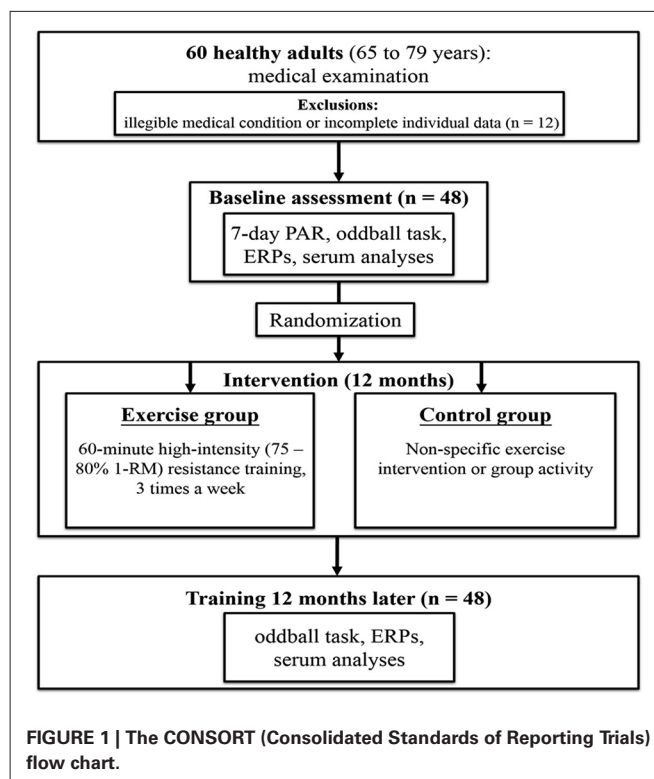 60 healthy adults (65 to 79 years):
medical examination
Exclusions:
illegible medical condition or incomplete individual data (n = 12)
Baseline assessment (n = 48)
7-day PAR, oddball task,
ERPs, serum analyses
Randomization
Intervention (12 months)
Exercise group
60-minute high-intensity (75 –
80% 1-RM) resistance training,
3 times a week
Control group
Non-specific exercise
intervention or group activity
Training 12 months later (n = 48)
oddball task, ERPs,
serum analyses
FIGURE 1 | The CONSORT (Consolidated Standards of Reporting Trials)
flow chart.